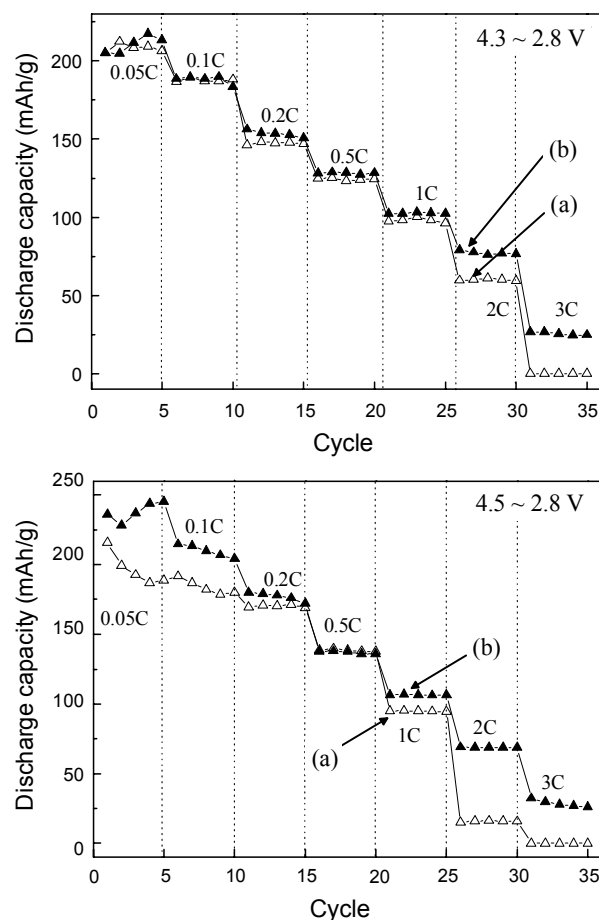 4.3 ~ 2.8 V
200
150
100
50
0
Discharge capacity (mAh/g)
0.05C
0.1C
0.2C
0.5C
1C
2C
3C
(b)
(a)
0 5 10 15 20 25 30 35
Cycle
4.5 ~ 2.8 V
250
200
150
100
50
0
Discharge capacity (mAh/g)
0.05C
0.1C
0.2C
0.5C
1C
2C
3C
(b)
(a)
0 5 10 15 20 25 30 35
Cycle